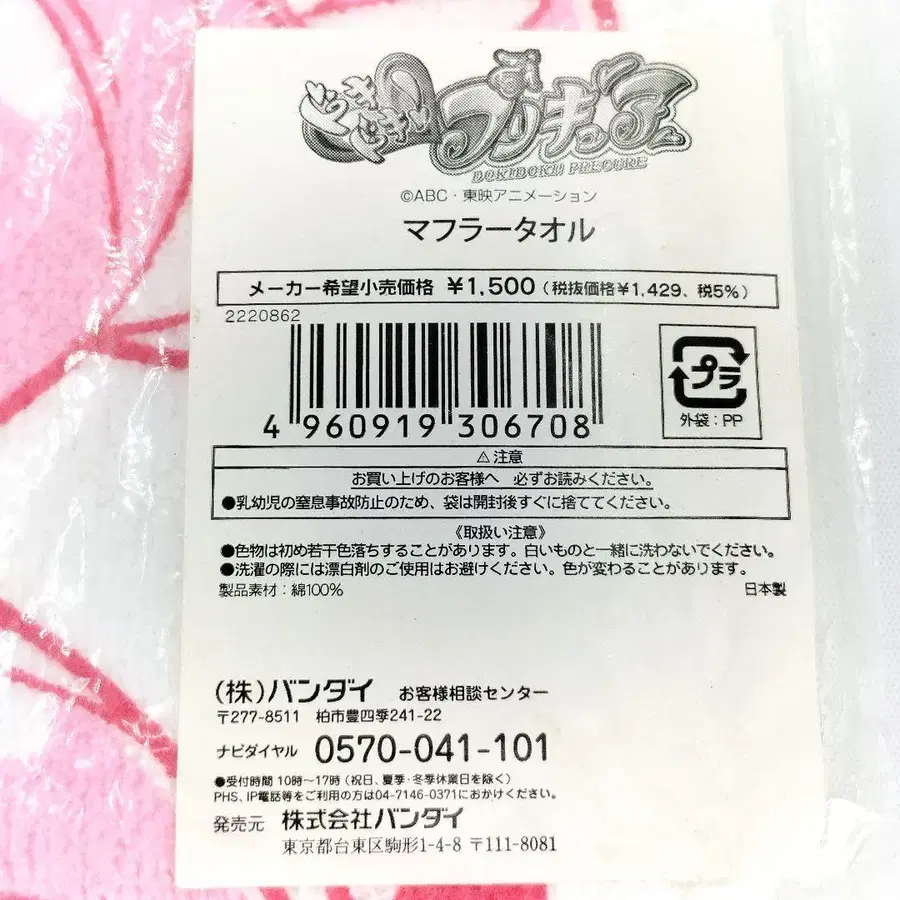 ドキドキ!プリキュア
DOKIDOKI! PRECURE
©ABC・東映アニメーション
マフラータオル
メーカー希望小売価格 ¥1,500（税抜価格¥1,429、税5%）
2220862
4 960919 306708
プラ
外袋：PP
⚠注意
お買い上げのお客様へ 必ずお読みください。
●乳幼児の窒息事故防止のため、袋は開封後すぐに捨ててください。
《取扱い注意》
●色物は初め若干色落ちすることがあります。白いものと一緒に洗わないでください。
●洗濯の際には漂白剤のご使用はお避けください。色が変わることがあります。
製品素材：綿100% 日本製
(株)バンダイ お客様相談センター
〒277-8511 柏市豊四季241-22
ナビダイヤル 0570-041-101
●受付時間 10時～17時（祝日、夏季・冬季休業日を除く）
PHS、IP電話等をご利用の方は04-7146-0371におかけください。
発売元 株式会社バンダイ
東京都台東区駒形1-4-8 〒111-8081